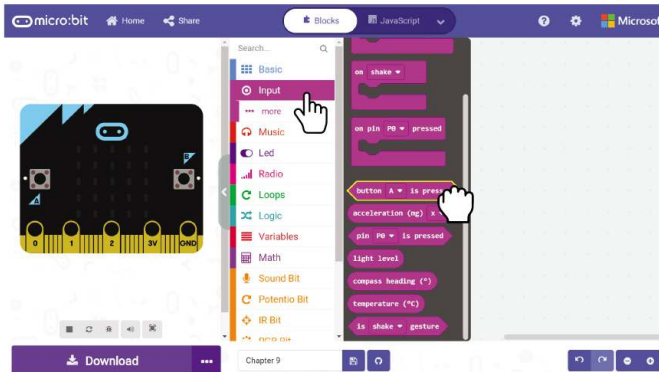 micro:bit Home Share Blocks JavaScript Microsoft
Search...
Basic
Input
more
Music
Led
Radio
Loops
Logic
Variables
Math
Sound Bit
Potentio Bit
IR Bit
on shake
on pin P0 pressed
button A is press
acceleration (mg) x
pin P0 is pressed
light level
compass heading (°)
temperature (°C)
is shake gesture
A
B
0 1 2 3V GND
Download
Chapter 9